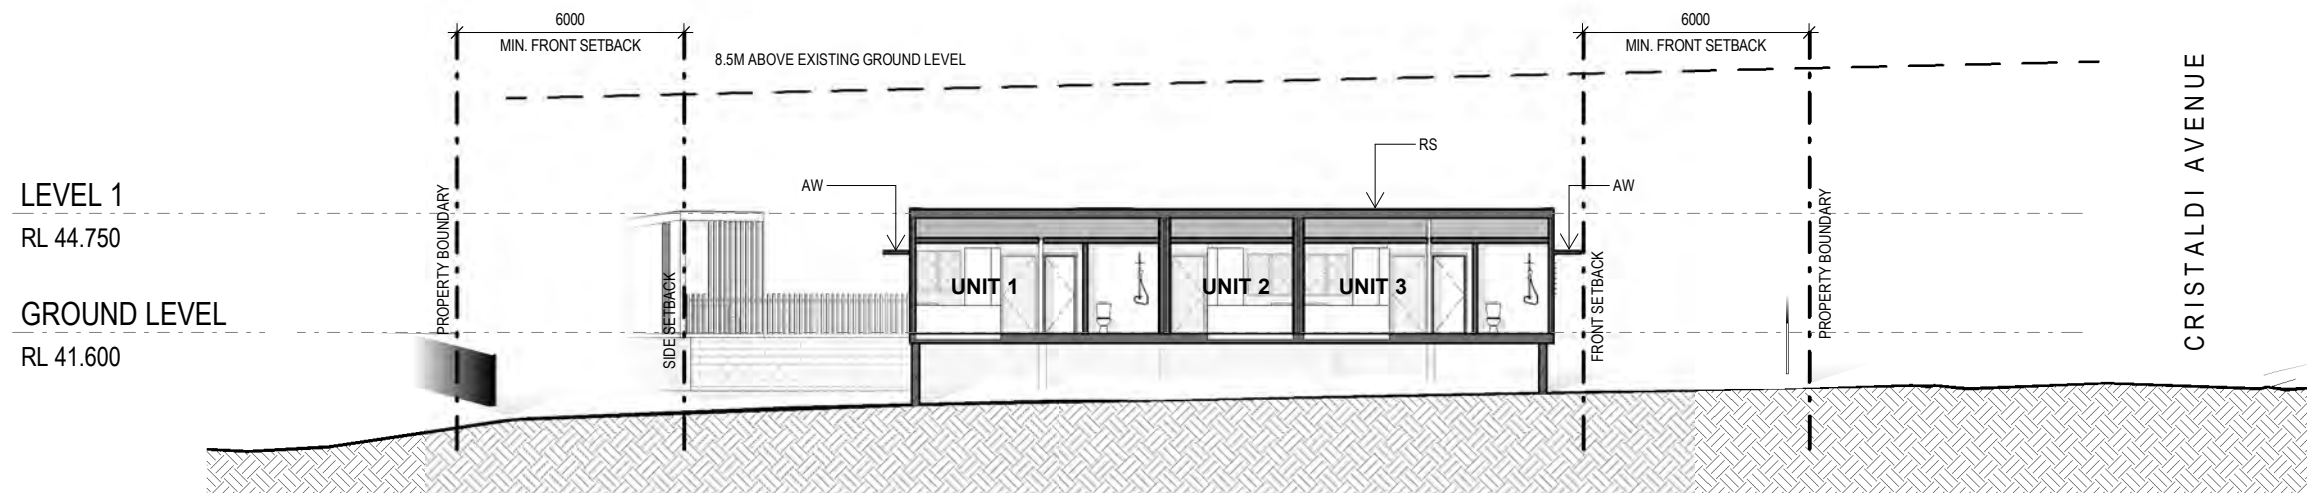 6000
MIN. FRONT SETBACK
6000
MIN. FRONT SETBACK
8.5M ABOVE EXISTING GROUND LEVEL
RS
AW
AW
LEVEL 1
RL 44.750
GROUND LEVEL
RL 41.600
PROPERTY BOUNDARY
SIDE SETBACK
UNIT 1
UNIT 2
UNIT 3
FRONT SETBACK
PROPERTY BOUNDARY
CRISTALDI AVENUE